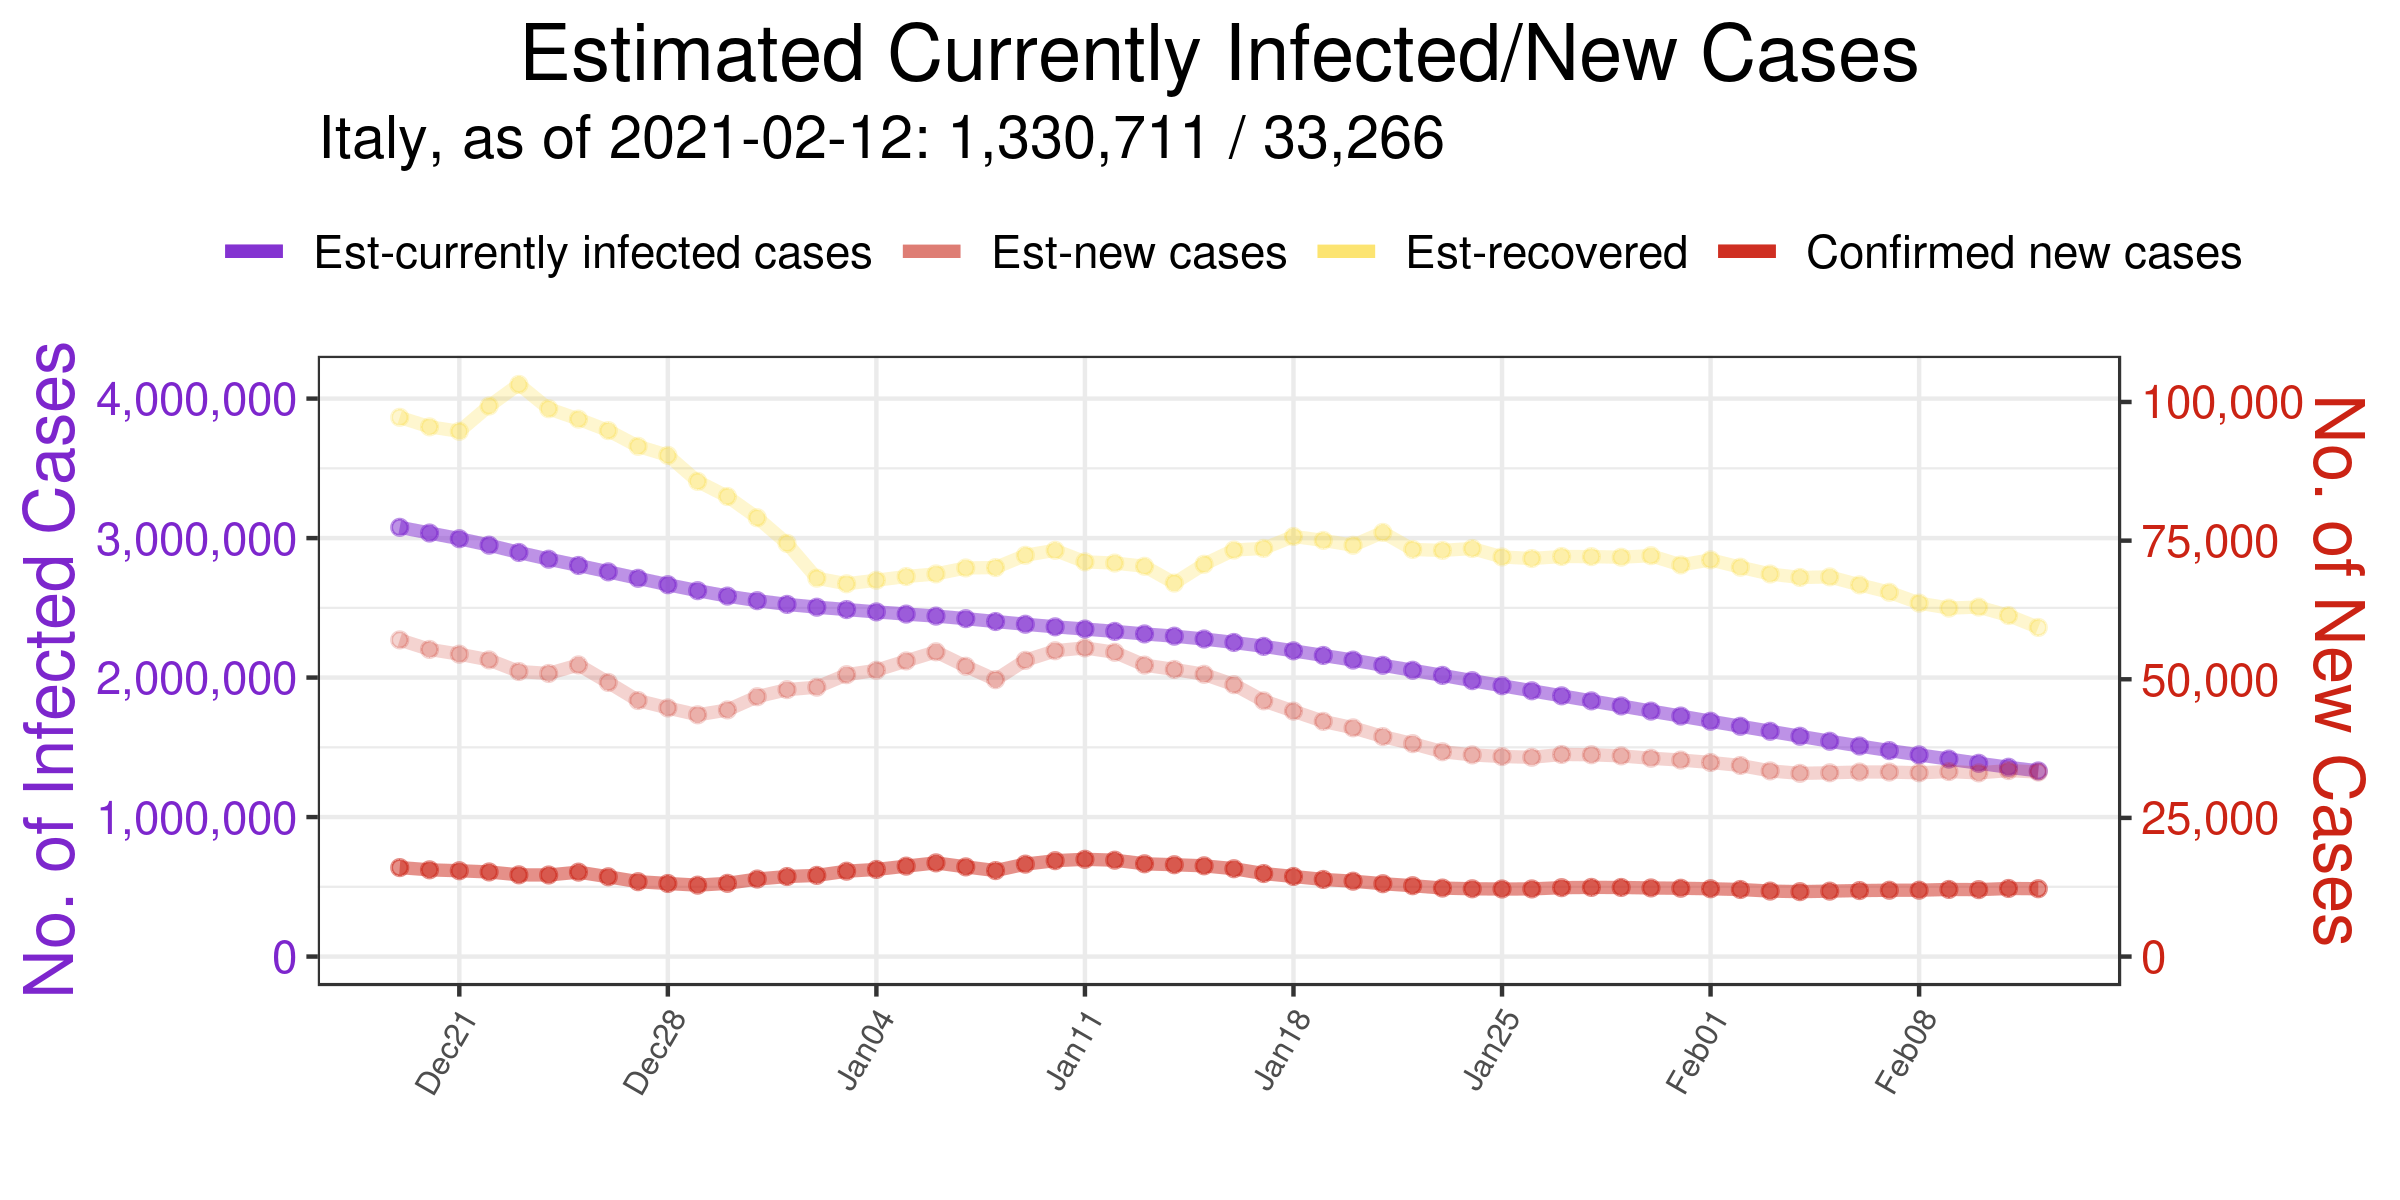 Estimated Currently Infected/New Cases
Italy, as of 2021-02-12: 1,330,711 / 33,266
Est-currently infected cases Est-new cases Est-recovered Confirmed new cases
No. of Infected Cases
4,000,000
3,000,000
2,000,000
1,000,000
0
100,000
75,000
50,000
25,000
0
No. of New Cases
Dec21 Dec28 Jan04 Jan11 Jan18 Jan25 Feb01 Feb08